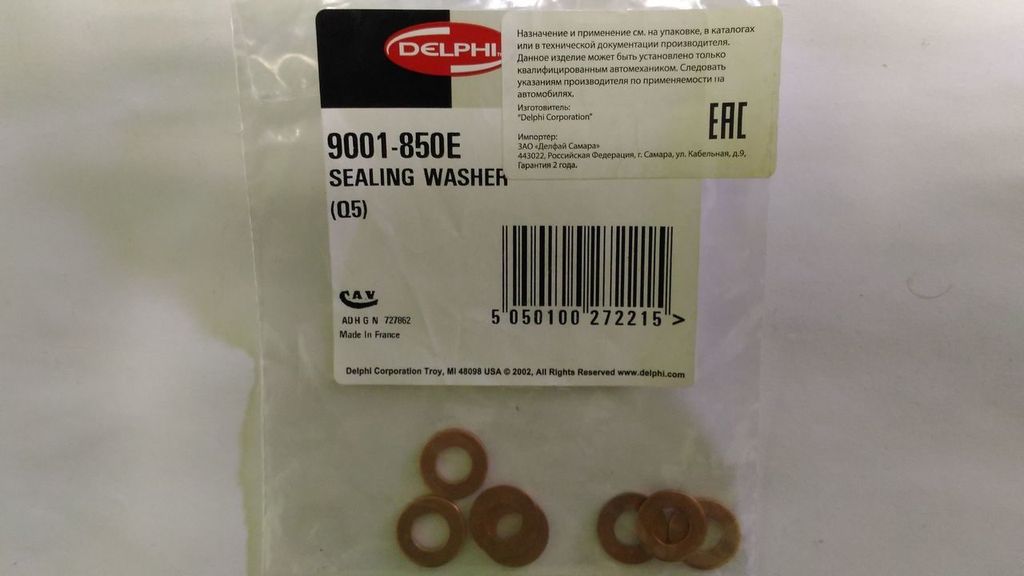 DELPHI
9001-850E
SEALING WASHER
(Q5)
CAV
ADHGN 727862
Made In France
5 050100 272215 >
Delphi Corporation Troy, MI 48098 USA © 2002, All Rights Reserved www.delphi.com
Назначение и применение см. на упаковке, в каталогах
или в технической документации производителя.
Данное изделие может быть установлено только
квалифицированным автомехаником. Следовать
указаниям производителя по применяемости на
автомобилях.
Изготовитель:
"Delphi Corporation"
EAC
Импортер:
ЗАО «Делфай Самара»
443022, Российская Федерация, г. Самара, ул. Кабельная, д.9,
Гарантия 2 года.